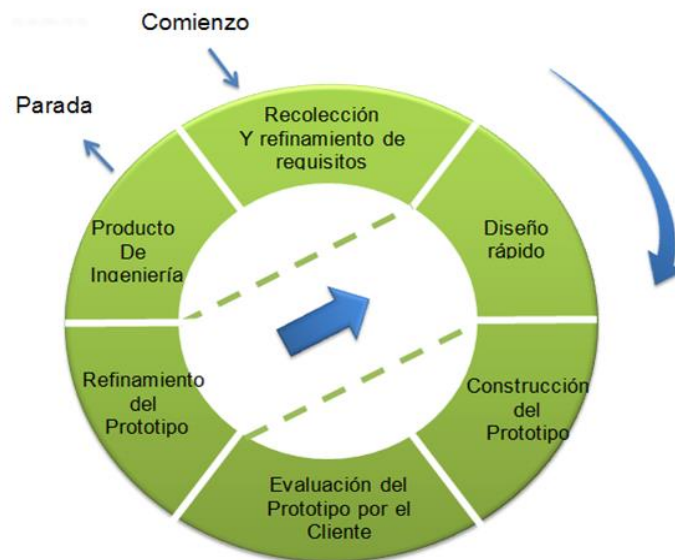 Comienzo
Parada
Recolección
Y refinamiento de
requisitos
Diseño
rápido
Construcción
del
Prototipo
Evaluación del
Prototipo por el
Cliente
Refinamiento
del
Prototipo
Producto
De
Ingeniería